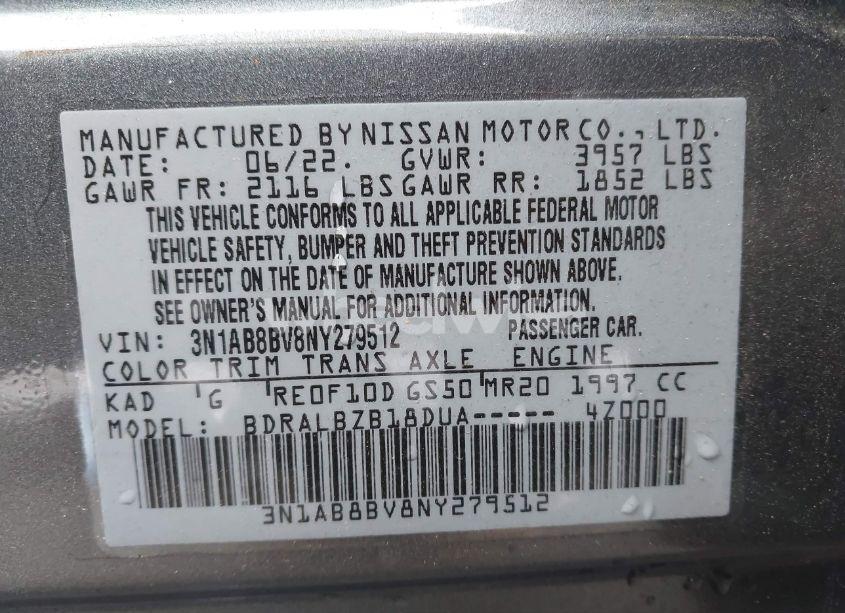 MANUFACTURED BY NISSAN MOTOR CO., LTD.
DATE: 06/22. GVWR: 3957 LBS
GAWR FR: 2116 LBS GAWR RR: 1852 LBS
THIS VEHICLE CONFORMS TO ALL APPLICABLE FEDERAL MOTOR
VEHICLE SAFETY, BUMPER AND THEFT PREVENTION STANDARDS
IN EFFECT ON THE DATE OF MANUFACTURE SHOWN ABOVE.
SEE OWNER'S MANUAL FOR ADDITIONAL INFORMATION.
VIN: 3N1AB8BV8NY279512 PASSENGER CAR.
COLOR TRIM TRANS AXLE ENGINE
KAD G RE0F10D GS50 MR20 1997 CC
MODEL: BDRALBZB18DUA----- 4Z000
3N1AB8BV8NY279512